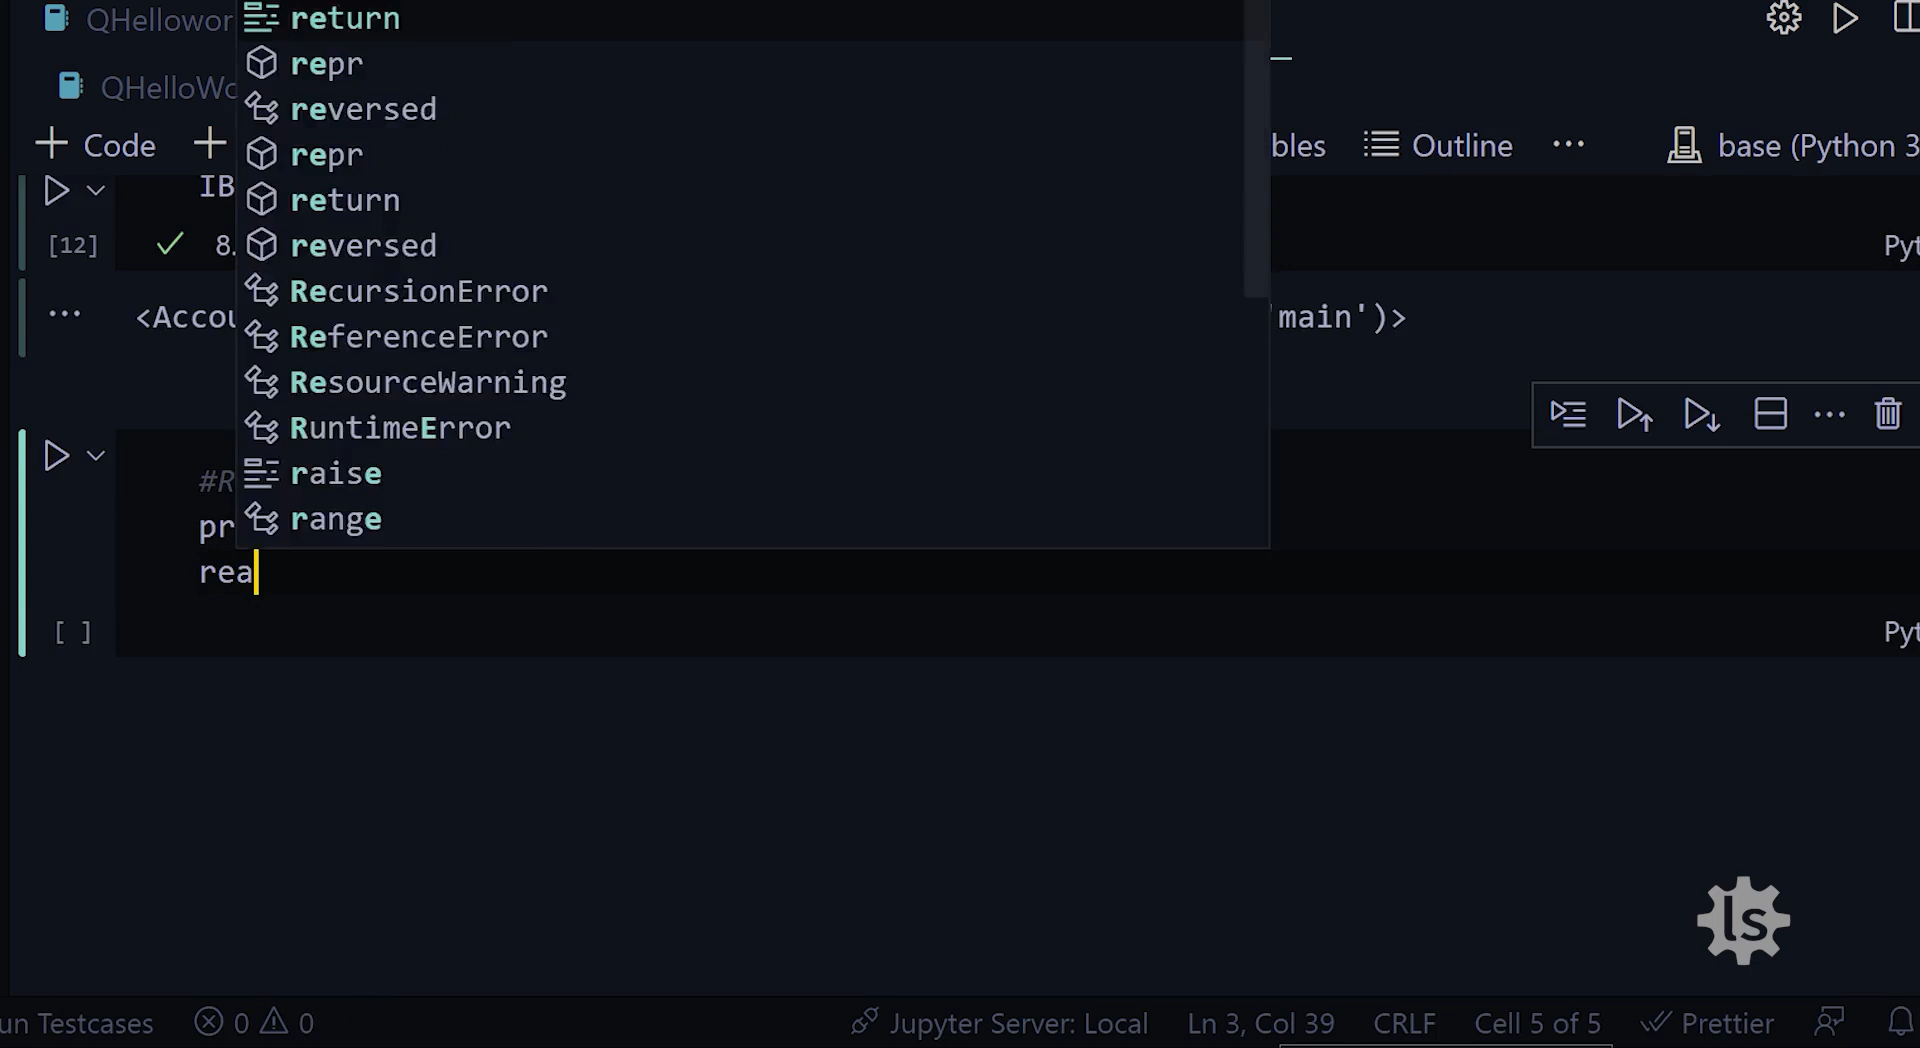 QHellowor
QHelloWo
return
repr
reversed
repr
return
reversed
RecursionError
ReferenceError
ResourceWarning
RuntimeError
raise
range
Code
bles
Outline
base (Python 3
IB
[12]
8.
Pyt
<Accou
'main')>
#R
pr
rea
[ ]
Pyt
ls
un Testcases
0
0
Jupyter Server: Local
Ln 3, Col 39
CRLF
Cell 5 of 5
Prettier